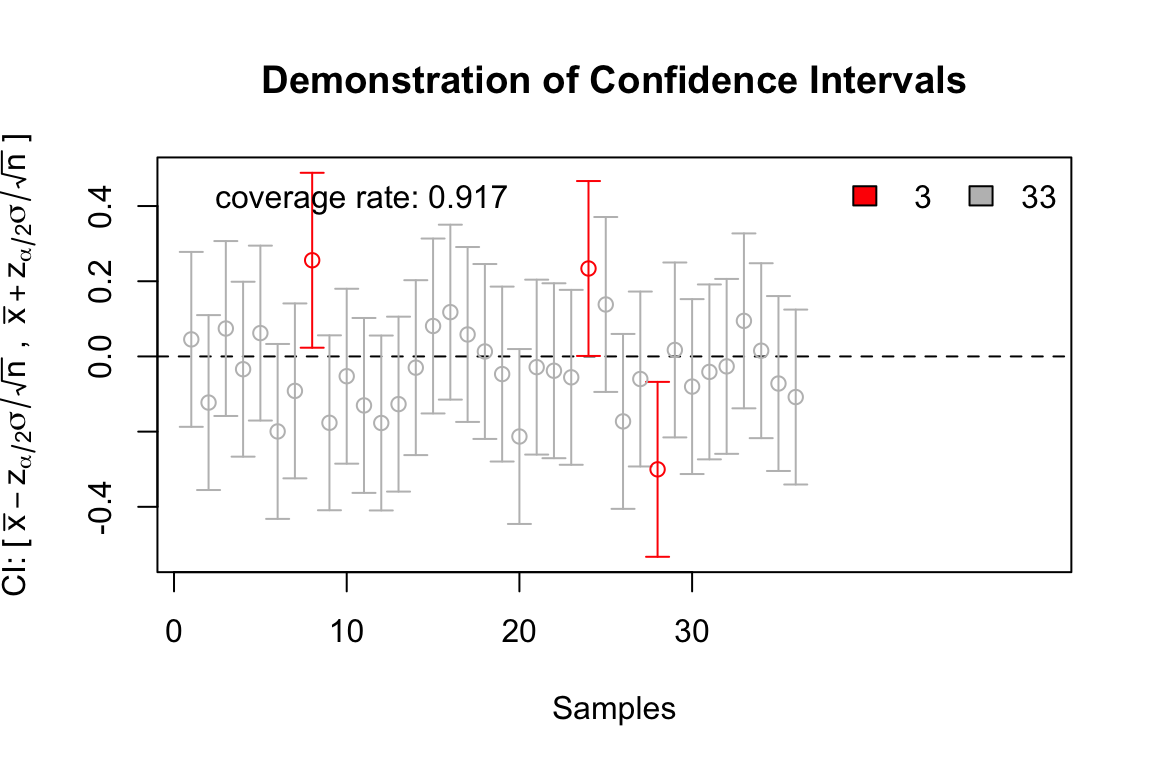 Demonstration of Confidence Intervals
CI: [ x̅ − zα/2σ/√n , x̅ + zα/2σ/√n ]
coverage rate: 0.917
3
33
0.4
0.2
0.0
-0.4
0 10 20 30
Samples